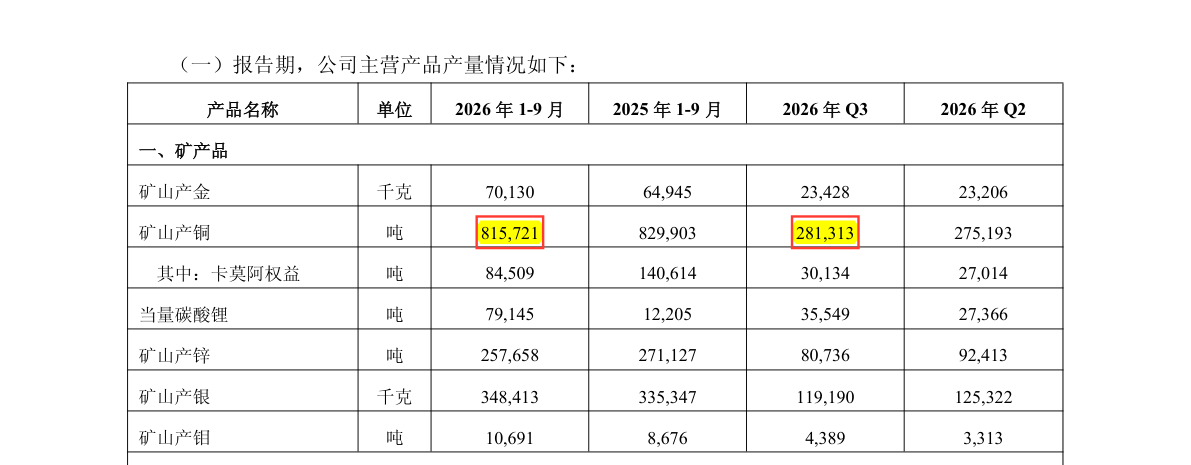 （一）报告期，公司主营产品产量情况如下：
产品名称 单位 2026 年 1-9 月 2025 年 1-9 月 2026 年 Q3 2026 年 Q2
一、矿产品
矿山产金 千克 70,130 64,945 23,428 23,206
矿山产铜 吨 815,721 829,903 281,313 275,193
其中：卡莫阿权益 吨 84,509 140,614 30,134 27,014
当量碳酸锂 吨 79,145 12,205 35,549 27,366
矿山产锌 吨 257,658 271,127 80,736 92,413
矿山产银 千克 348,413 335,347 119,190 125,322
矿山产钼 吨 10,691 8,676 4,389 3,313